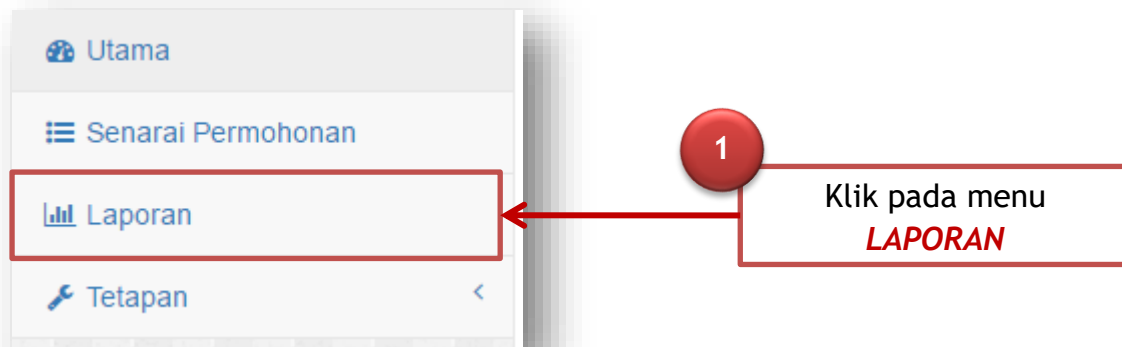 Utama
Senarai Permohonan
Laporan
Tetapan
1
Klik pada menu
LAPORAN